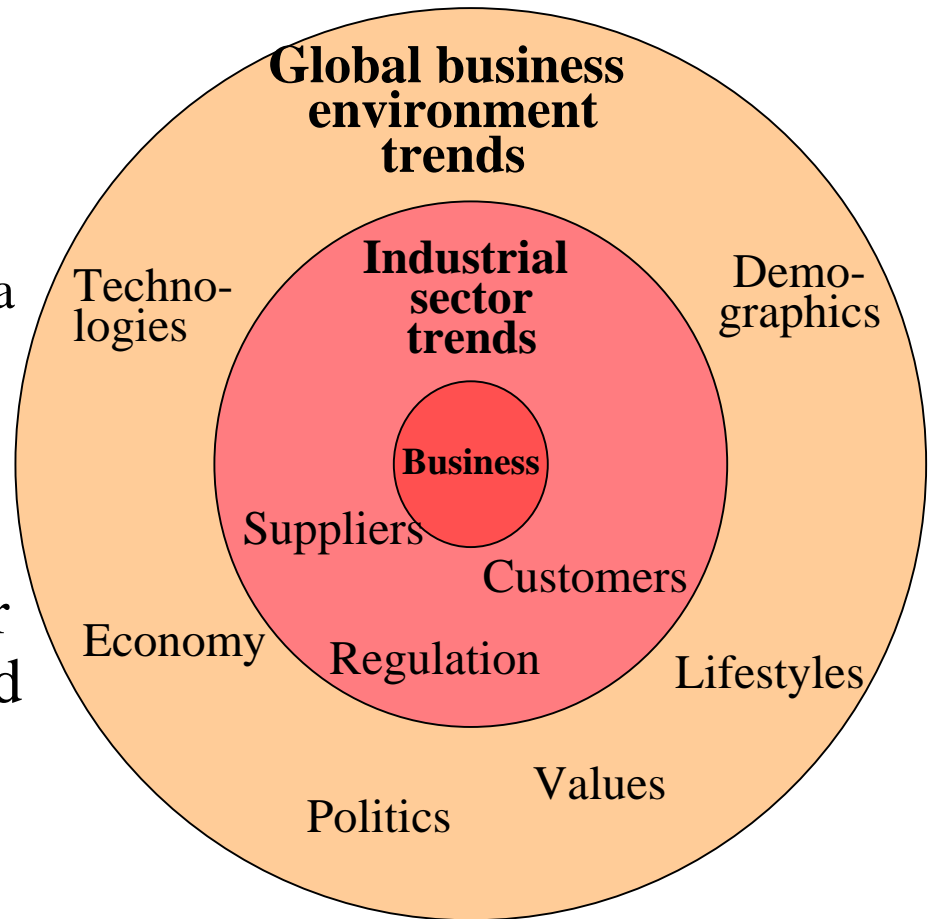 Global business
environment
trends
Industrial
sector
trends
Techno-
logies
Demo-
graphics
a
Business
Suppliers
Customers
r
Economy
Regulation
Lifestyles
d
Values
Politics